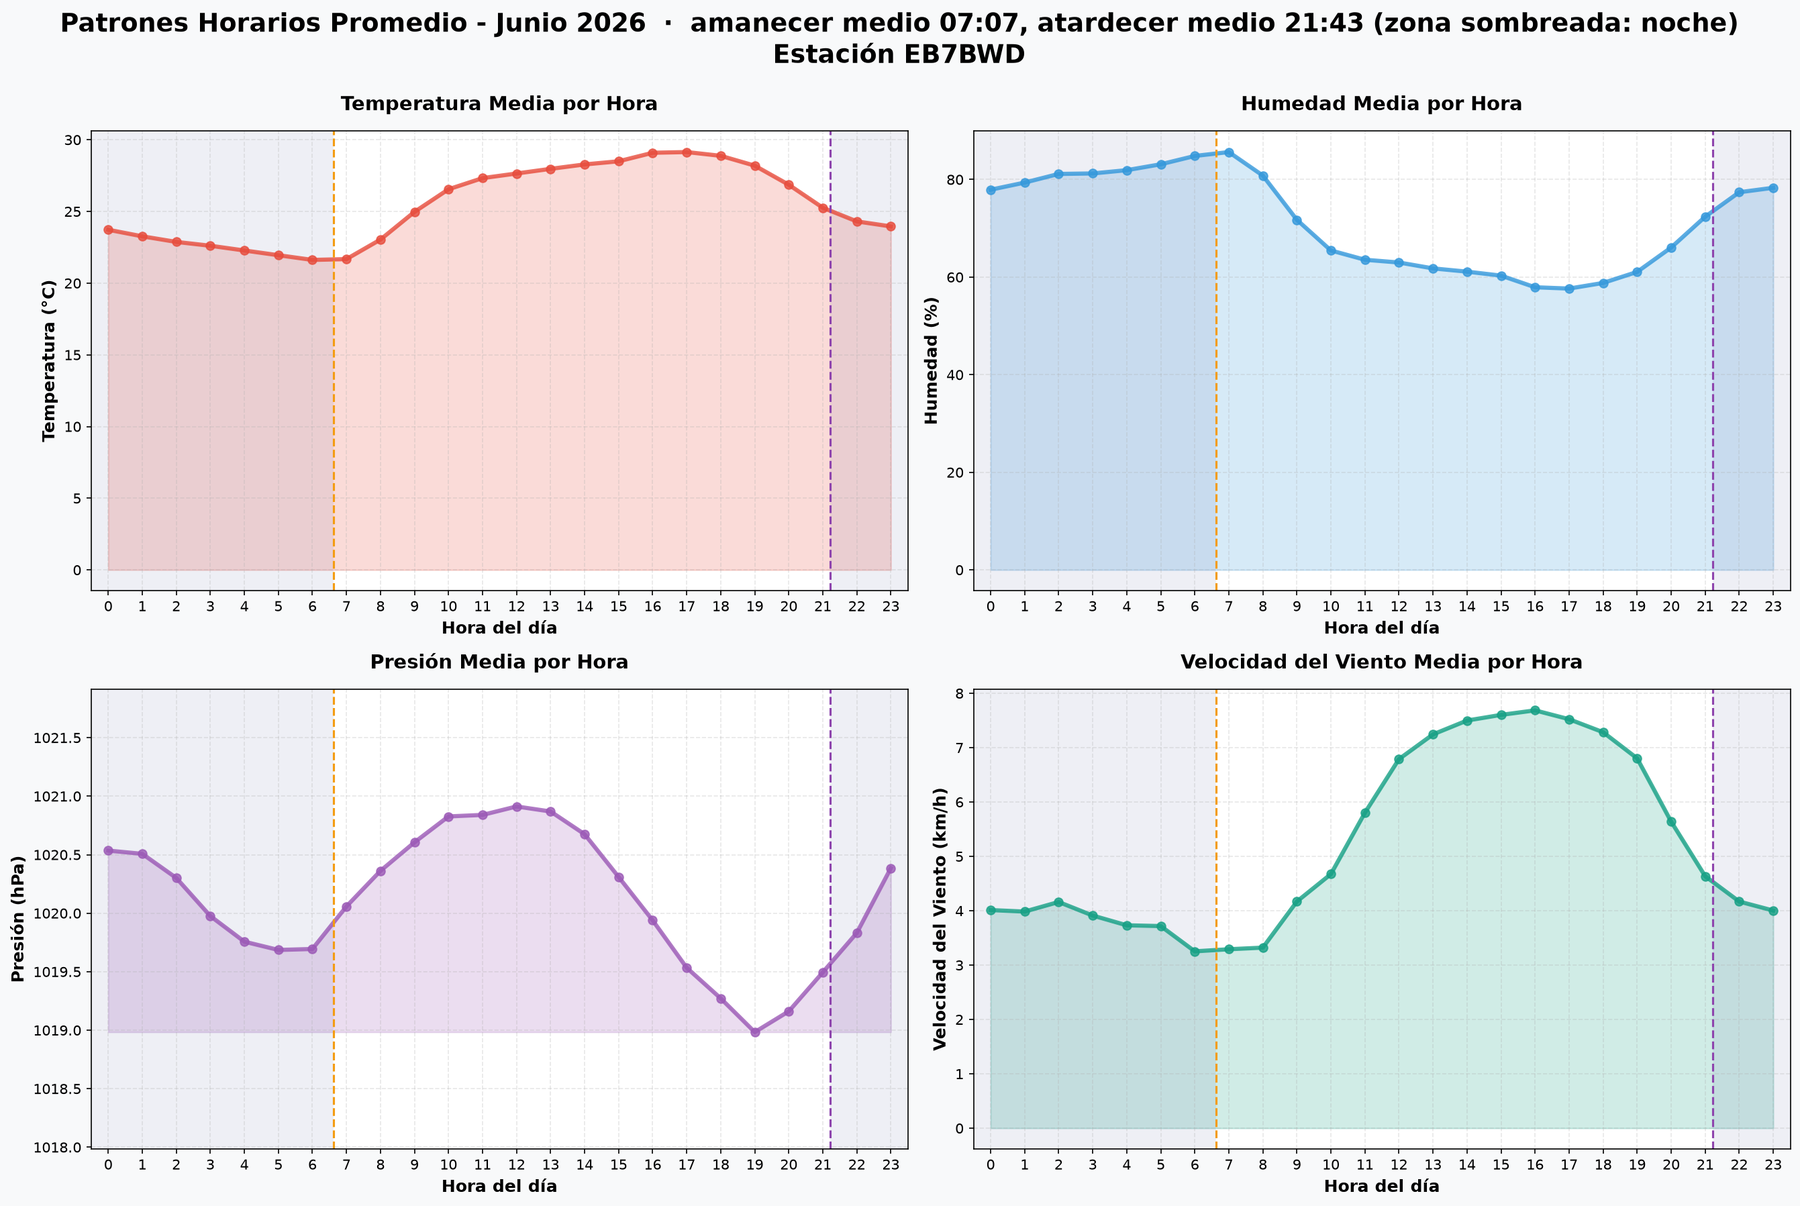 Patrones Horarios Promedio - Junio 2026 · amanecer medio 07:07, atardecer medio 21:43 (zona sombreada: noche)
Estación EB7BWD
Temperatura Media por Hora
Temperatura (°C)
30
25
20
15
10
5
0
0 1 2 3 4 5 6 7 8 9 10 11 12 13 14 15 16 17 18 19 20 21 22 23
Hora del día
Humedad Media por Hora
Humedad (%)
80
60
40
20
0
0 1 2 3 4 5 6 7 8 9 10 11 12 13 14 15 16 17 18 19 20 21 22 23
Hora del día
Presión Media por Hora
Presión (hPa)
1021.5
1021.0
1020.5
1020.0
1019.5
1019.0
1018.5
1018.0
0 1 2 3 4 5 6 7 8 9 10 11 12 13 14 15 16 17 18 19 20 21 22 23
Hora del día
Velocidad del Viento Media por Hora
Velocidad del Viento (km/h)
8
7
6
5
4
3
2
1
0
0 1 2 3 4 5 6 7 8 9 10 11 12 13 14 15 16 17 18 19 20 21 22 23
Hora del día